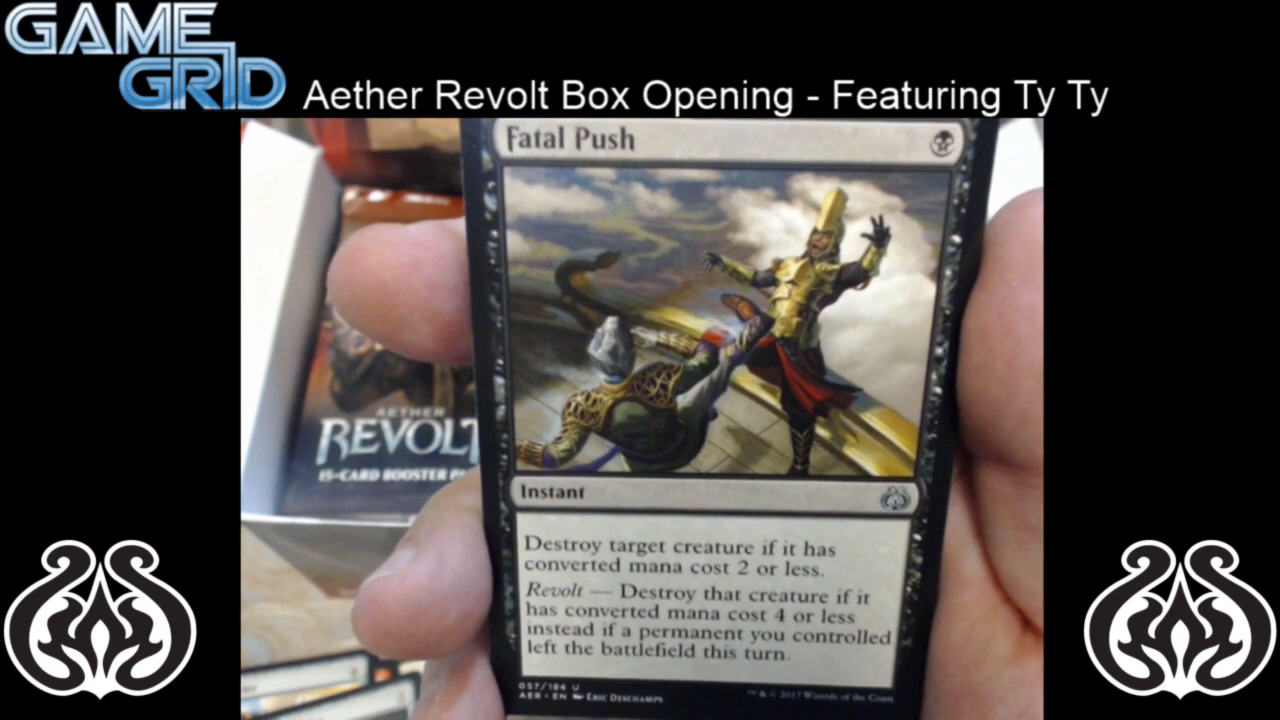 GAME
GRID
Aether Revolt Box Opening - Featuring Ty Ty
Fatal Push
AETHER
REVOLT
15-CARD BOOSTER
Instant
Destroy target creature if it has
converted mana cost 2 or less.
Revolt — Destroy that creature if it
has converted mana cost 4 or less
instead if a permanent you controlled
left the battlefield this turn.
057/184 U
AER • EN Eric Deschamps
™ & © 2017 Wizards of the Coast